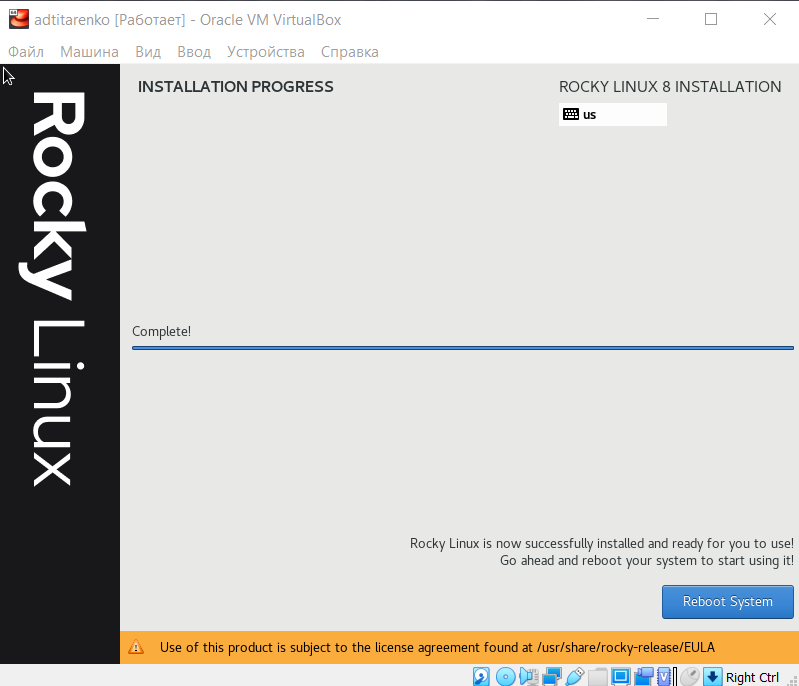 adtitarenko [Работает] - Oracle VM VirtualBox
Файл Машина Вид Ввод Устройства Справка
Rocky Linux
INSTALLATION PROGRESS
ROCKY LINUX 8 INSTALLATION
us
Complete!
Rocky Linux is now successfully installed and ready for you to use!
Go ahead and reboot your system to start using it!
Reboot System
Use of this product is subject to the license agreement found at /usr/share/rocky-release/EULA
Right Ctrl